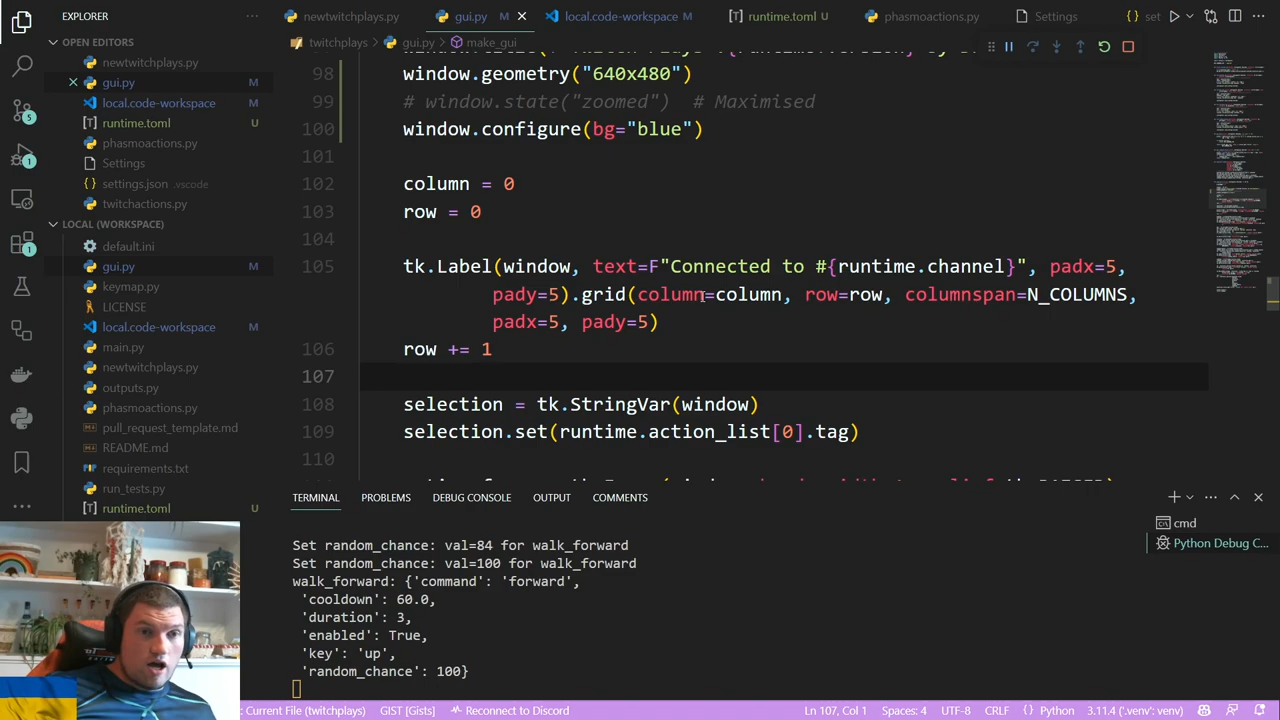 newtwitchplays.py
gui.py M
local.code-workspace M
runtime.toml U
phasmoactions.py
Settings
set
EXPLORER
OPEN EDITORS
newtwitchplays.py
gui.py M
local.code-workspace M
runtime.toml U
phasmoactions.py
Settings
settings.json .vscode
twitchactions.py
LOCAL (WORKSPACE)
default.ini
gui.py M
keymap.py
LICENSE
local.code-workspace M
main.py
newtwitchplays.py
outputs.py
phasmoactions.py
pull_request_template.md
README.md
requirements.txt
run_tests.py
runtime.toml U
5
1
twitchplays > gui.py > make_gui
98 window.geometry("640x480")
99 # window.state("zoomed")  # Maximised
100 window.configure(bg="blue")
101
102 column = 0
103 row = 0
104
105 tk.Label(window, text=F"Connected to #{runtime.channel}", padx=5,
pady=5).grid(column=column, row=row, columnspan=N_COLUMNS,
padx=5, pady=5)
106 row += 1
107
108 selection = tk.StringVar(window)
109 selection.set(runtime.action_list[0].tag)
110
TERMINAL PROBLEMS DEBUG CONSOLE OUTPUT COMMENTS
cmd
Python Debug C...
Set random_chance: val=84 for walk_forward
Set random_chance: val=100 for walk_forward
walk_forward: {'command': 'forward',
'cooldown': 60.0,
'duration': 3,
'enabled': True,
'key': 'up',
'random_chance': 100}
Current File (twitchplays) GIST [Gists] Reconnect to Discord Ln 107, Col 1 Spaces: 4 UTF-8 CRLF { } Python 3.11.4 ('.venv': venv)